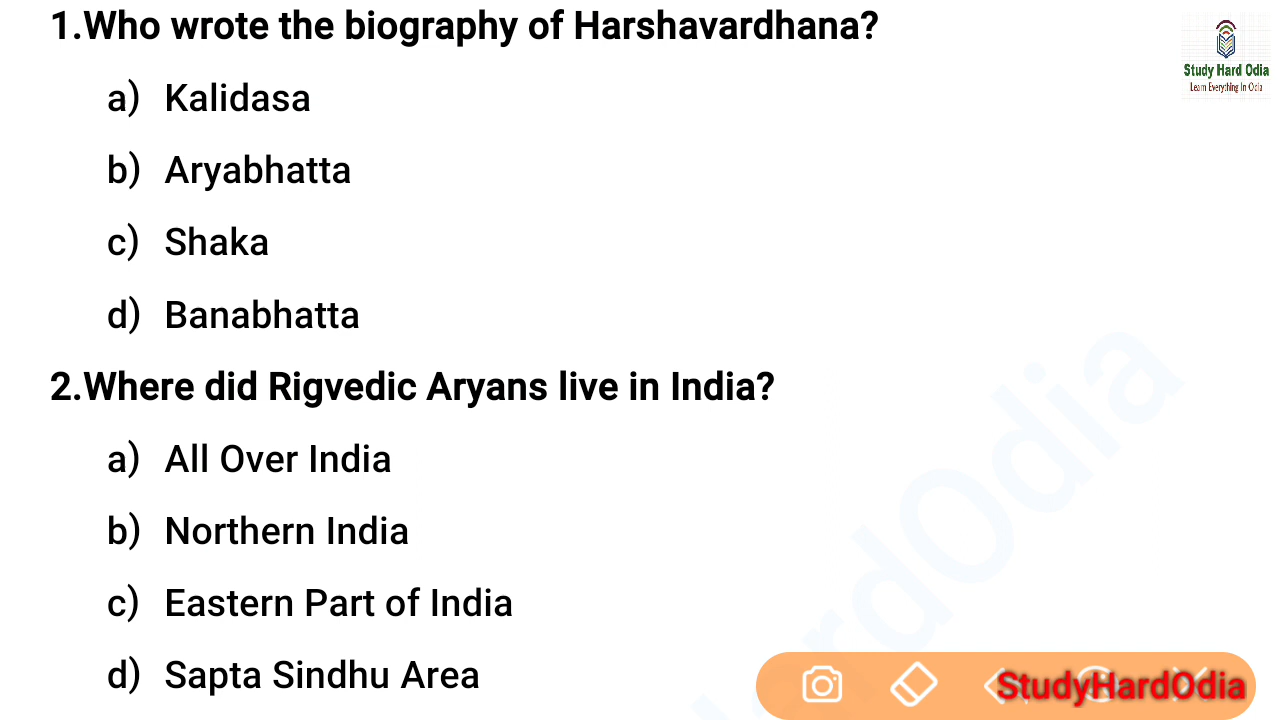 1.Who wrote the biography of Harshavardhana?
a) Kalidasa
b) Aryabhatta
c) Shaka
d) Banabhatta
2.Where did Rigvedic Aryans live in India?
a) All Over India
b) Northern India
c) Eastern Part of India
d) Sapta Sindhu Area
Study Hard Odia
Learn Everything In Odia
ardOdia
StudyHardOdia